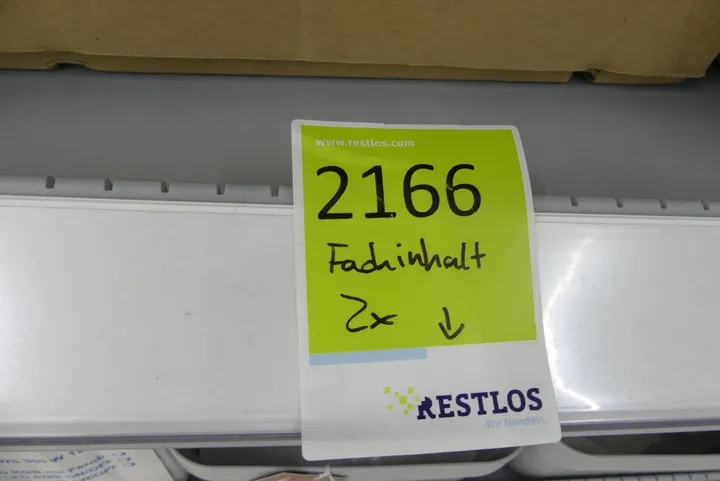 www.restlos.com
2166
Fachinhalt
2x ↓
RESTLOS
Wir handeln.